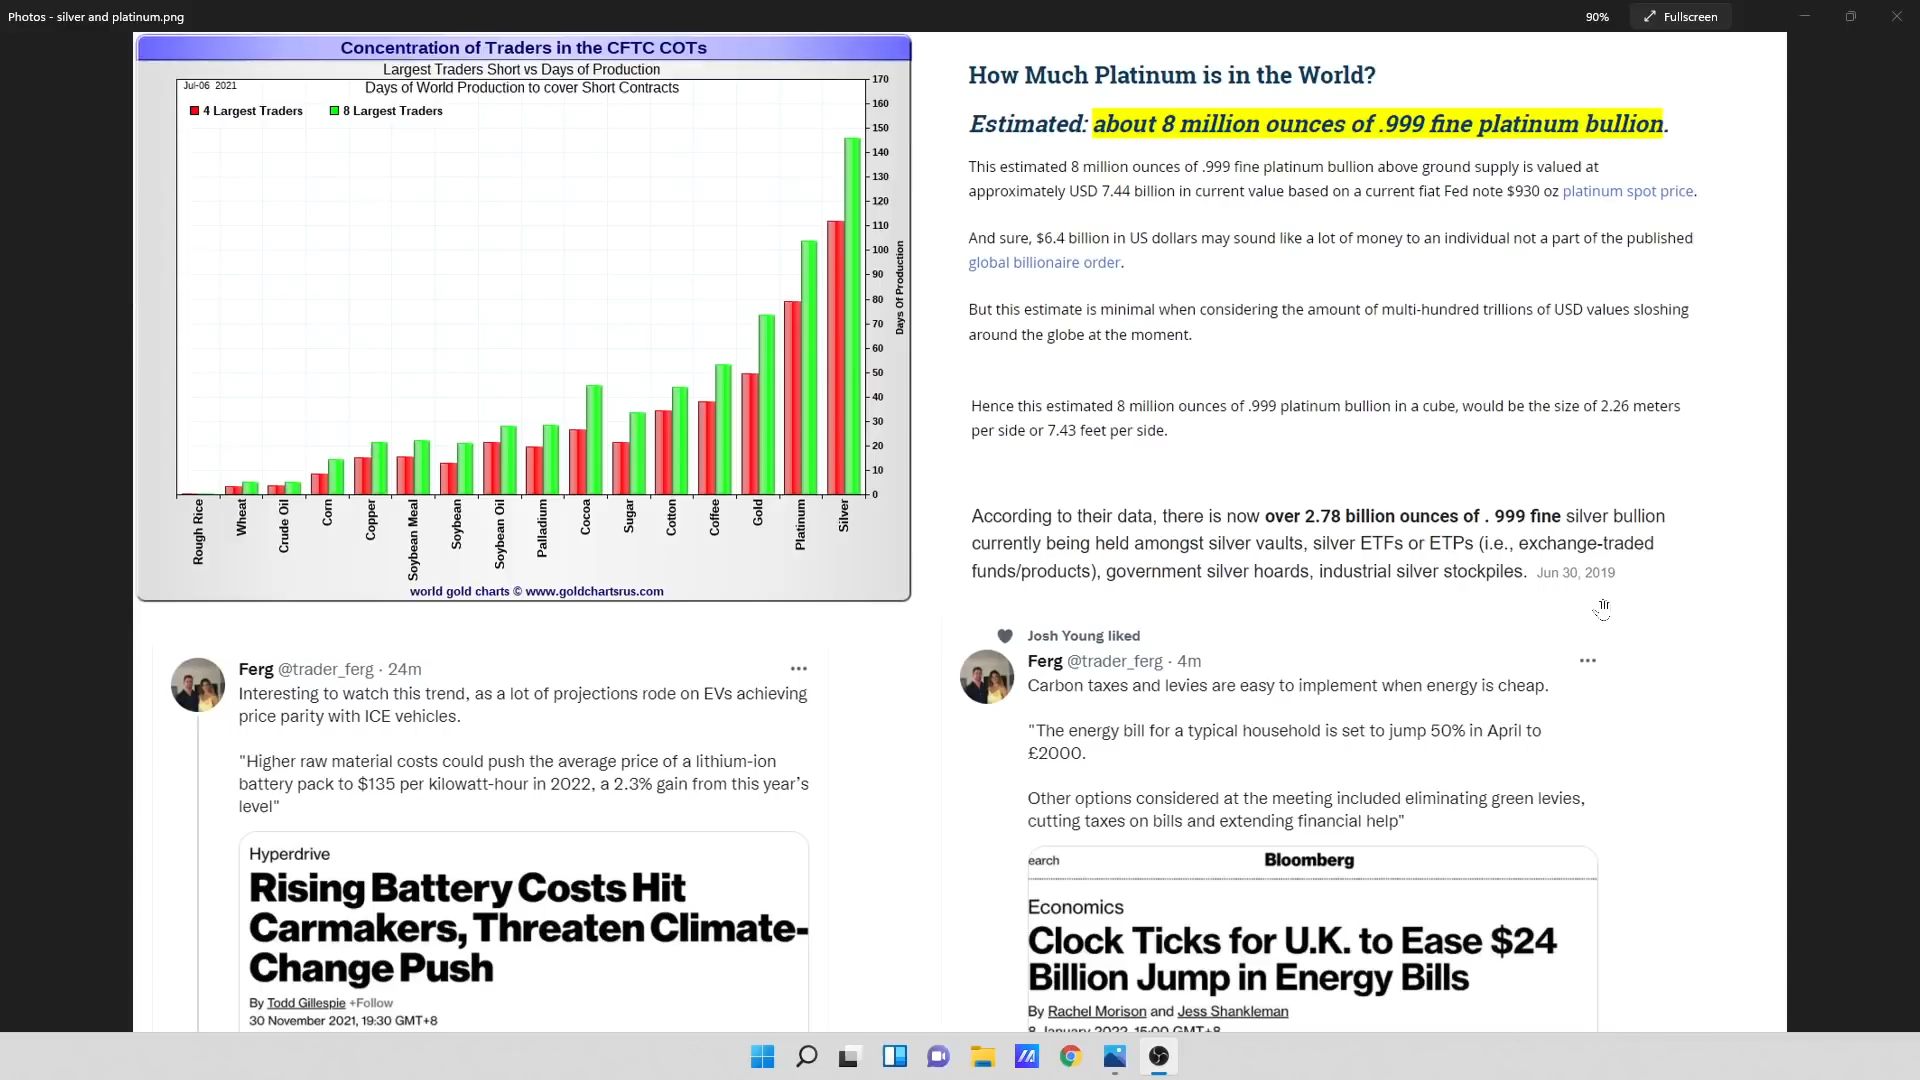 Photos - silver and platinum.png
90%
Fullscreen
Concentration of Traders in the CFTC COTs
Largest Traders Short vs Days of Production
Jul-06 2021
Days of World Production to cover Short Contracts
4 Largest Traders
8 Largest Traders
170
160
150
140
130
120
110
100
90
80
70
60
50
40
30
20
10
0
Days Of Production
Rough Rice
Wheat
Crude Oil
Corn
Copper
Soybean Meal
Soybean
Soybean Oil
Palladium
Cocoa
Sugar
Cotton
Coffee
Gold
Platinum
Silver
world gold charts © www.goldchartsrus.com
How Much Platinum is in the World?
Estimated: about 8 million ounces of .999 fine platinum bullion.
This estimated 8 million ounces of .999 fine platinum bullion above ground supply is valued at
approximately USD 7.44 billion in current value based on a current fiat Fed note $930 oz platinum spot price.
And sure, $6.4 billion in US dollars may sound like a lot of money to an individual not a part of the published
global billionaire order.
But this estimate is minimal when considering the amount of multi-hundred trillions of USD values sloshing
around the globe at the moment.
Hence this estimated 8 million ounces of .999 platinum bullion in a cube, would be the size of 2.26 meters
per side or 7.43 feet per side.
According to their data, there is now over 2.78 billion ounces of . 999 fine silver bullion
currently being held amongst silver vaults, silver ETFs or ETPs (i.e., exchange-traded
funds/products), government silver hoards, industrial silver stockpiles. Jun 30, 2019
Ferg @trader_ferg · 24m
Interesting to watch this trend, as a lot of projections rode on EVs achieving
price parity with ICE vehicles.
"Higher raw material costs could push the average price of a lithium-ion
battery pack to $135 per kilowatt-hour in 2022, a 2.3% gain from this year’s
level"
Hyperdrive
Rising Battery Costs Hit
Carmakers, Threaten Climate-
Change Push
By Todd Gillespie +Follow
30 November 2021, 19:30 GMT+8
Josh Young liked
Ferg @trader_ferg · 4m
Carbon taxes and levies are easy to implement when energy is cheap.
"The energy bill for a typical household is set to jump 50% in April to
£2000.
Other options considered at the meeting included eliminating green levies,
cutting taxes on bills and extending financial help"
earch
Bloomberg
Economics
Clock Ticks for U.K. to Ease $24
Billion Jump in Energy Bills
By Rachel Morison and Jess Shankleman
8 January 2022, 15:00 GMT+8